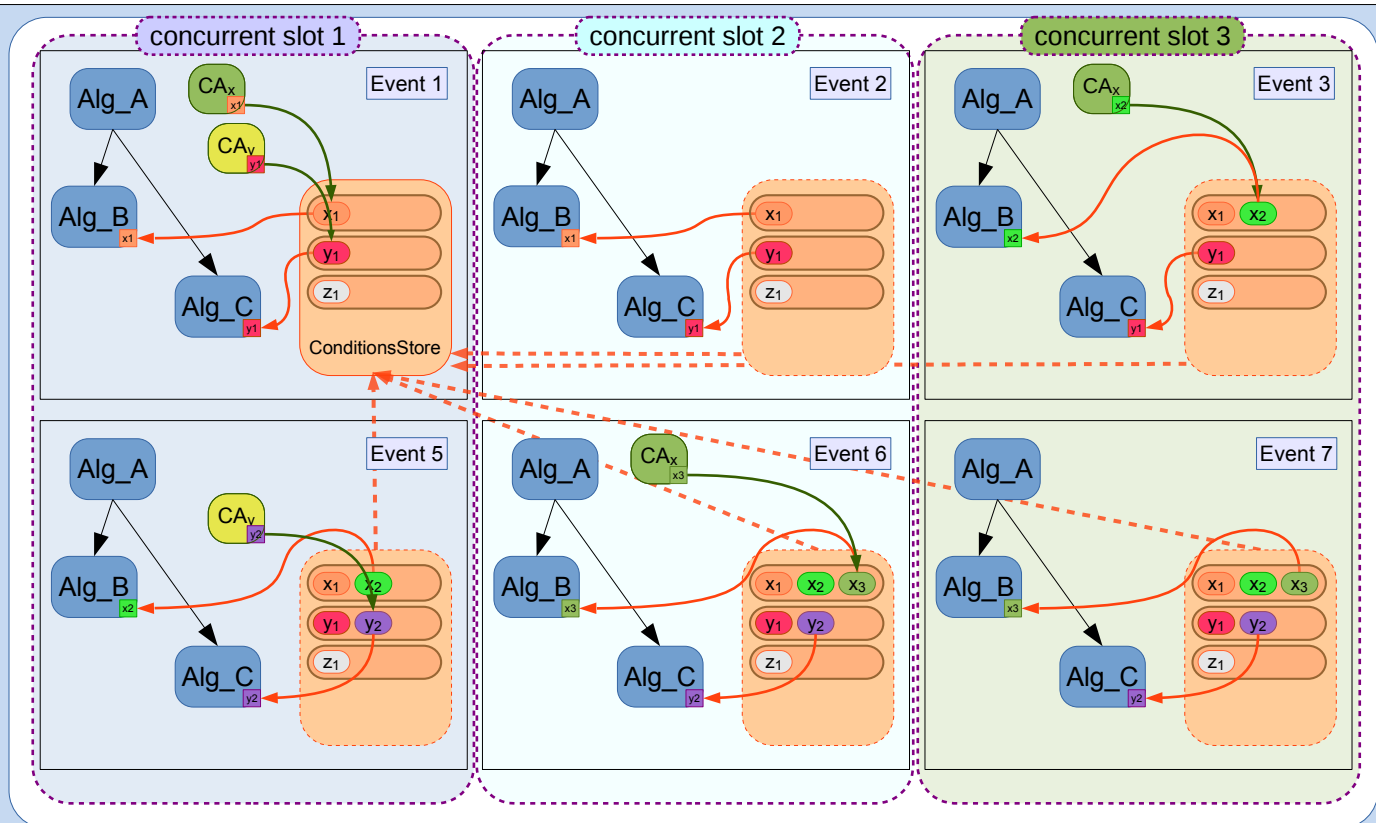 concurrent slot 1
concurrent slot 2
concurrent slot 3
Alg_A
CAx
x1
Event 1
CAy
y1
Alg_B
x1
x1
y1
z1
Alg_C
y1
ConditionsStore
Alg_A
Event 2
Alg_B
x1
x1
y1
z1
Alg_C
y1
Alg_A
CAx
x2
Event 3
Alg_B
x2
x1 x2
y1
z1
Alg_C
y1
Alg_A
Event 5
CAy
y2
Alg_B
x2
x1 x2
y1 y2
z1
Alg_C
y2
Alg_A
CAx
x3
Event 6
Alg_B
x3
x1 x2 x3
y1 y2
z1
Alg_C
y2
Alg_A
Event 7
Alg_B
x3
x1 x2 x3
y1 y2
z1
Alg_C
y2